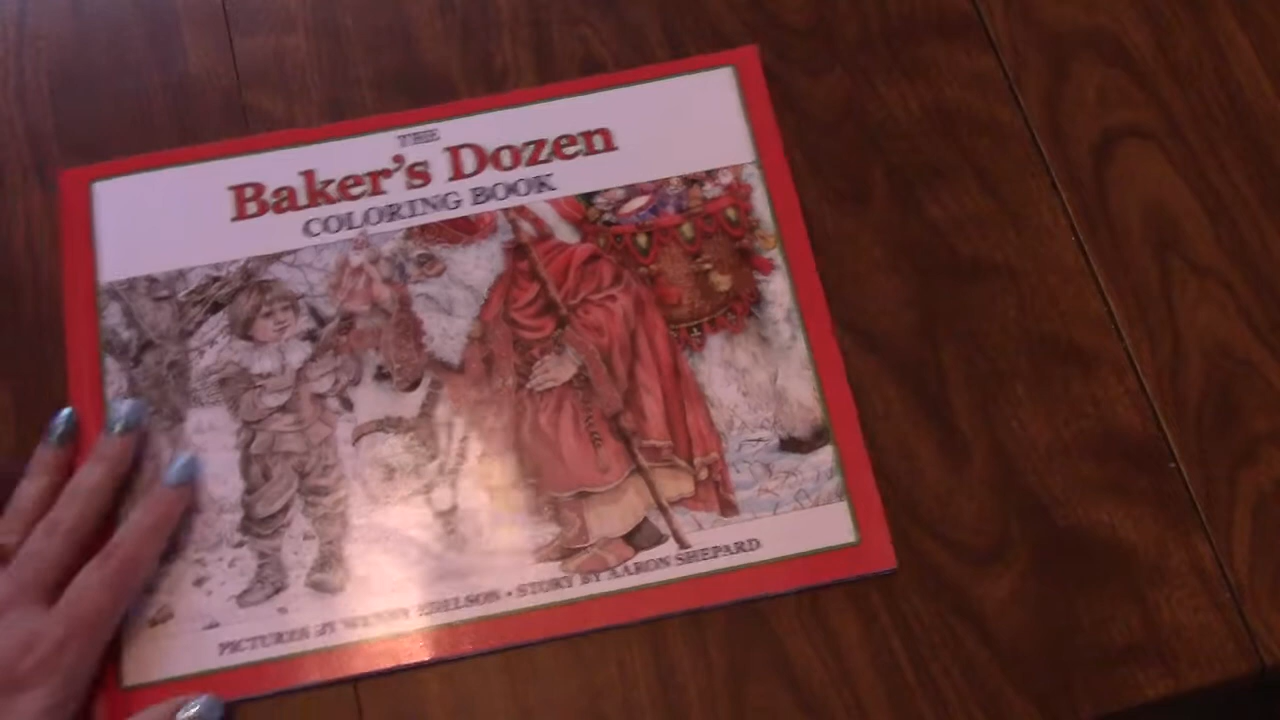 THE
Baker's Dozen
COLORING BOOK
PICTURES BY WENDY EDELSON • STORY BY AARON SHEPARD